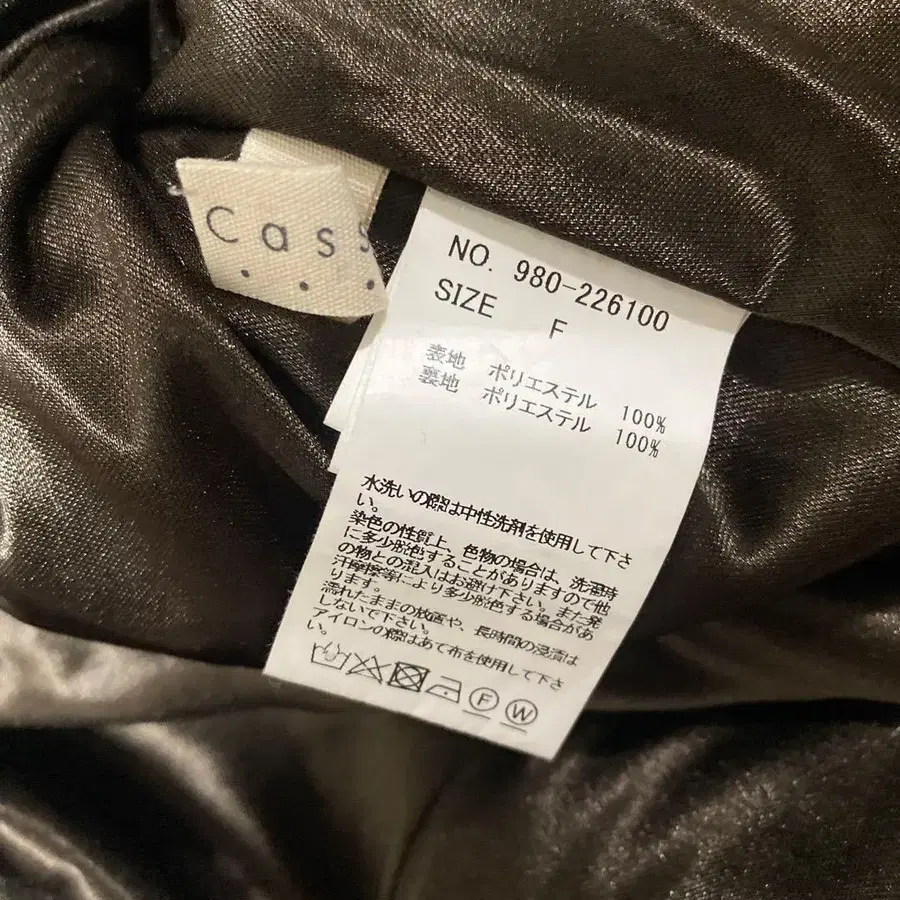 Cass
NO. 980-226100
SIZE F
表地 ポリエステル 100%
裏地 ポリエステル 100%
水洗いの際は中性洗剤を使用して下さ
い。
染色の性質上 色物の場合は、洗濯時
に多少脱色することがありますので他
の物との混入はお避け下さい。また発
汗摩擦等により多少脱色する場合があ
ります。
濡れたままの放置や、長時間の浸漬は
しないで下さい。
アイロンの際はあて布を使用して下さ
い。
F W